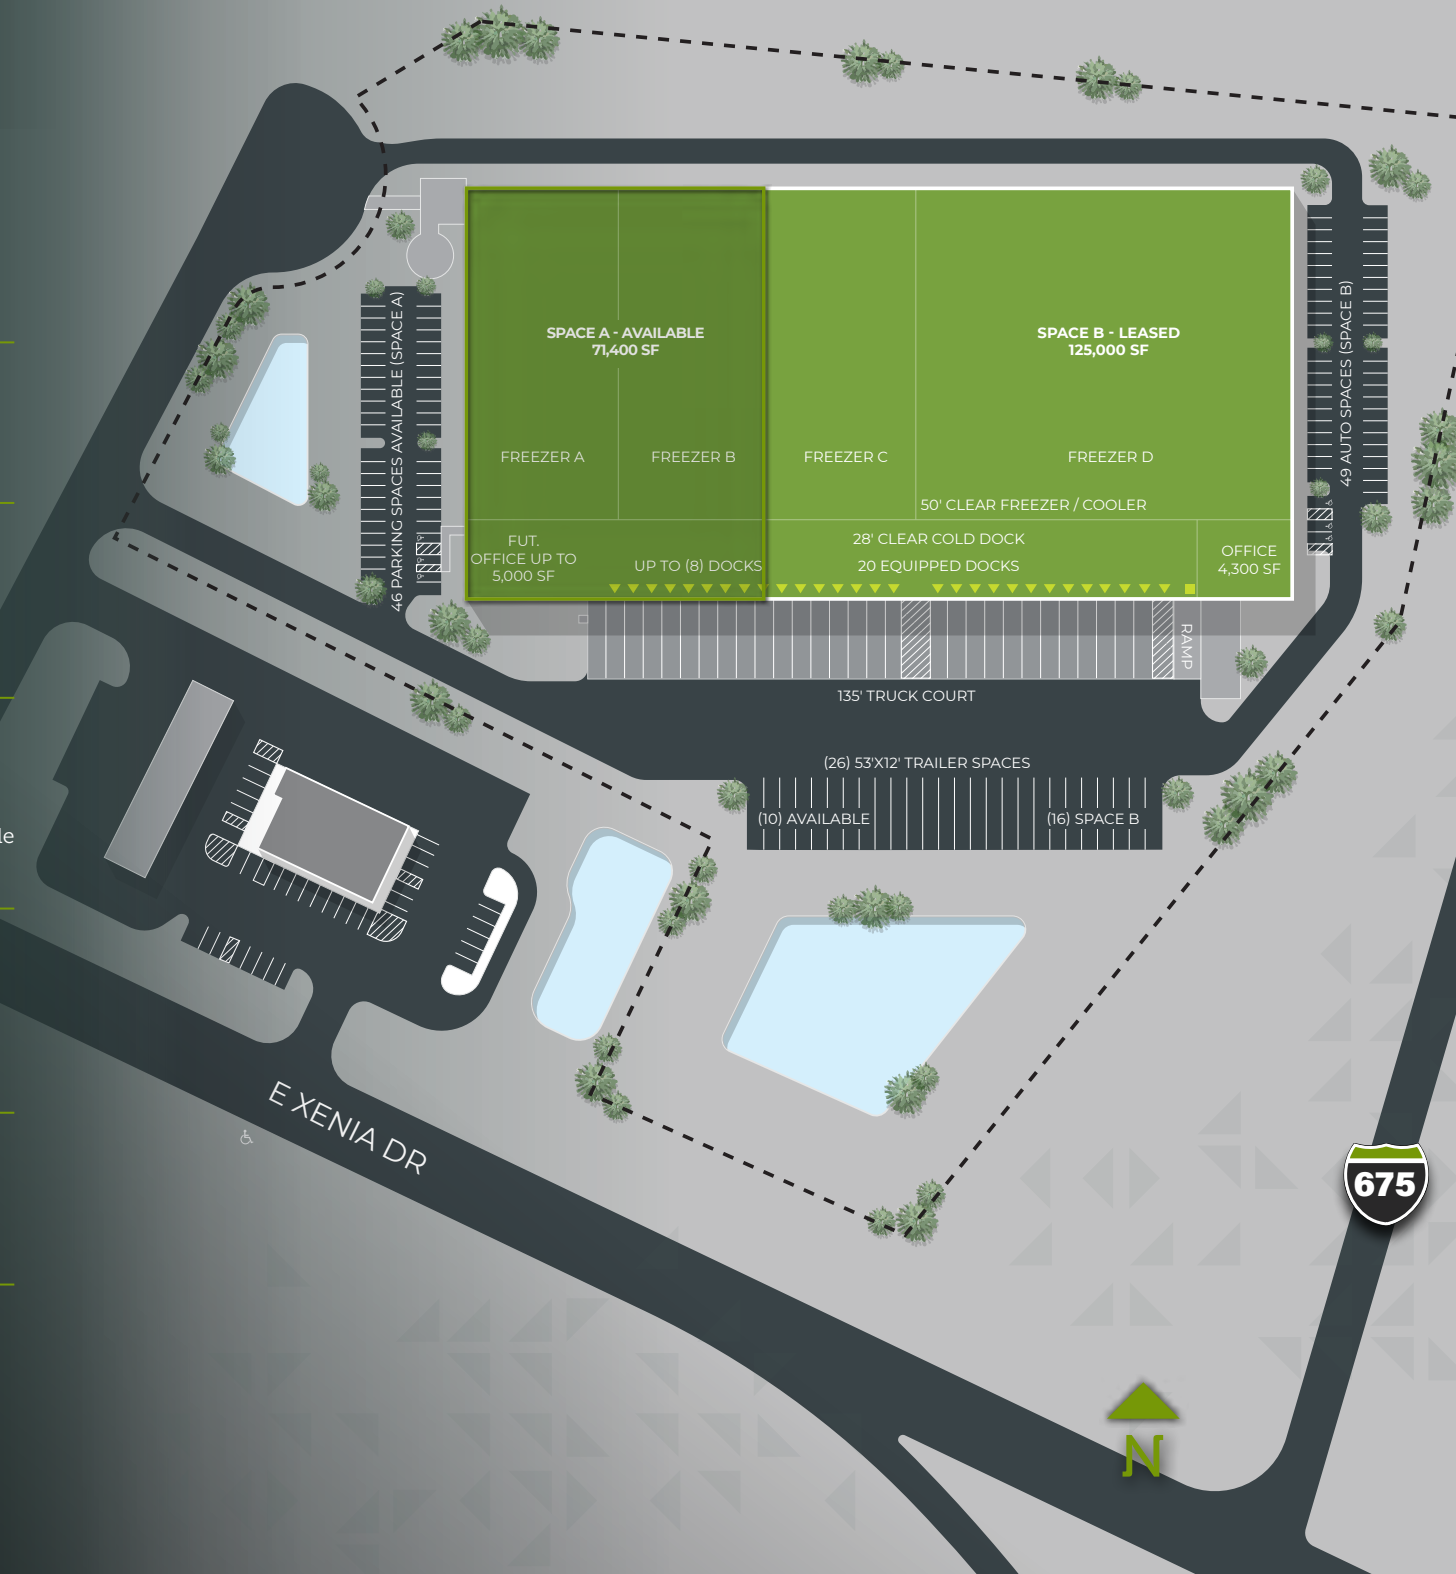 46 PARKING SPACES AVAILABLE (SPACE A)
SPACE A - AVAILABLE
71,400 SF
SPACE B - LEASED
125,000 SF
49 AUTO SPACES (SPACE B)
FREEZER A
FREEZER B
FREEZER C
FREEZER D
50' CLEAR FREEZER / COOLER
FUT.
OFFICE UP TO
5,000 SF
UP TO (8) DOCKS
28' CLEAR COLD DOCK
20 EQUIPPED DOCKS
OFFICE
4,300 SF
RAMP
135' TRUCK COURT
(26) 53'X12' TRAILER SPACES
(10) AVAILABLE
(16) SPACE B
le
E XENIA DR
675
N